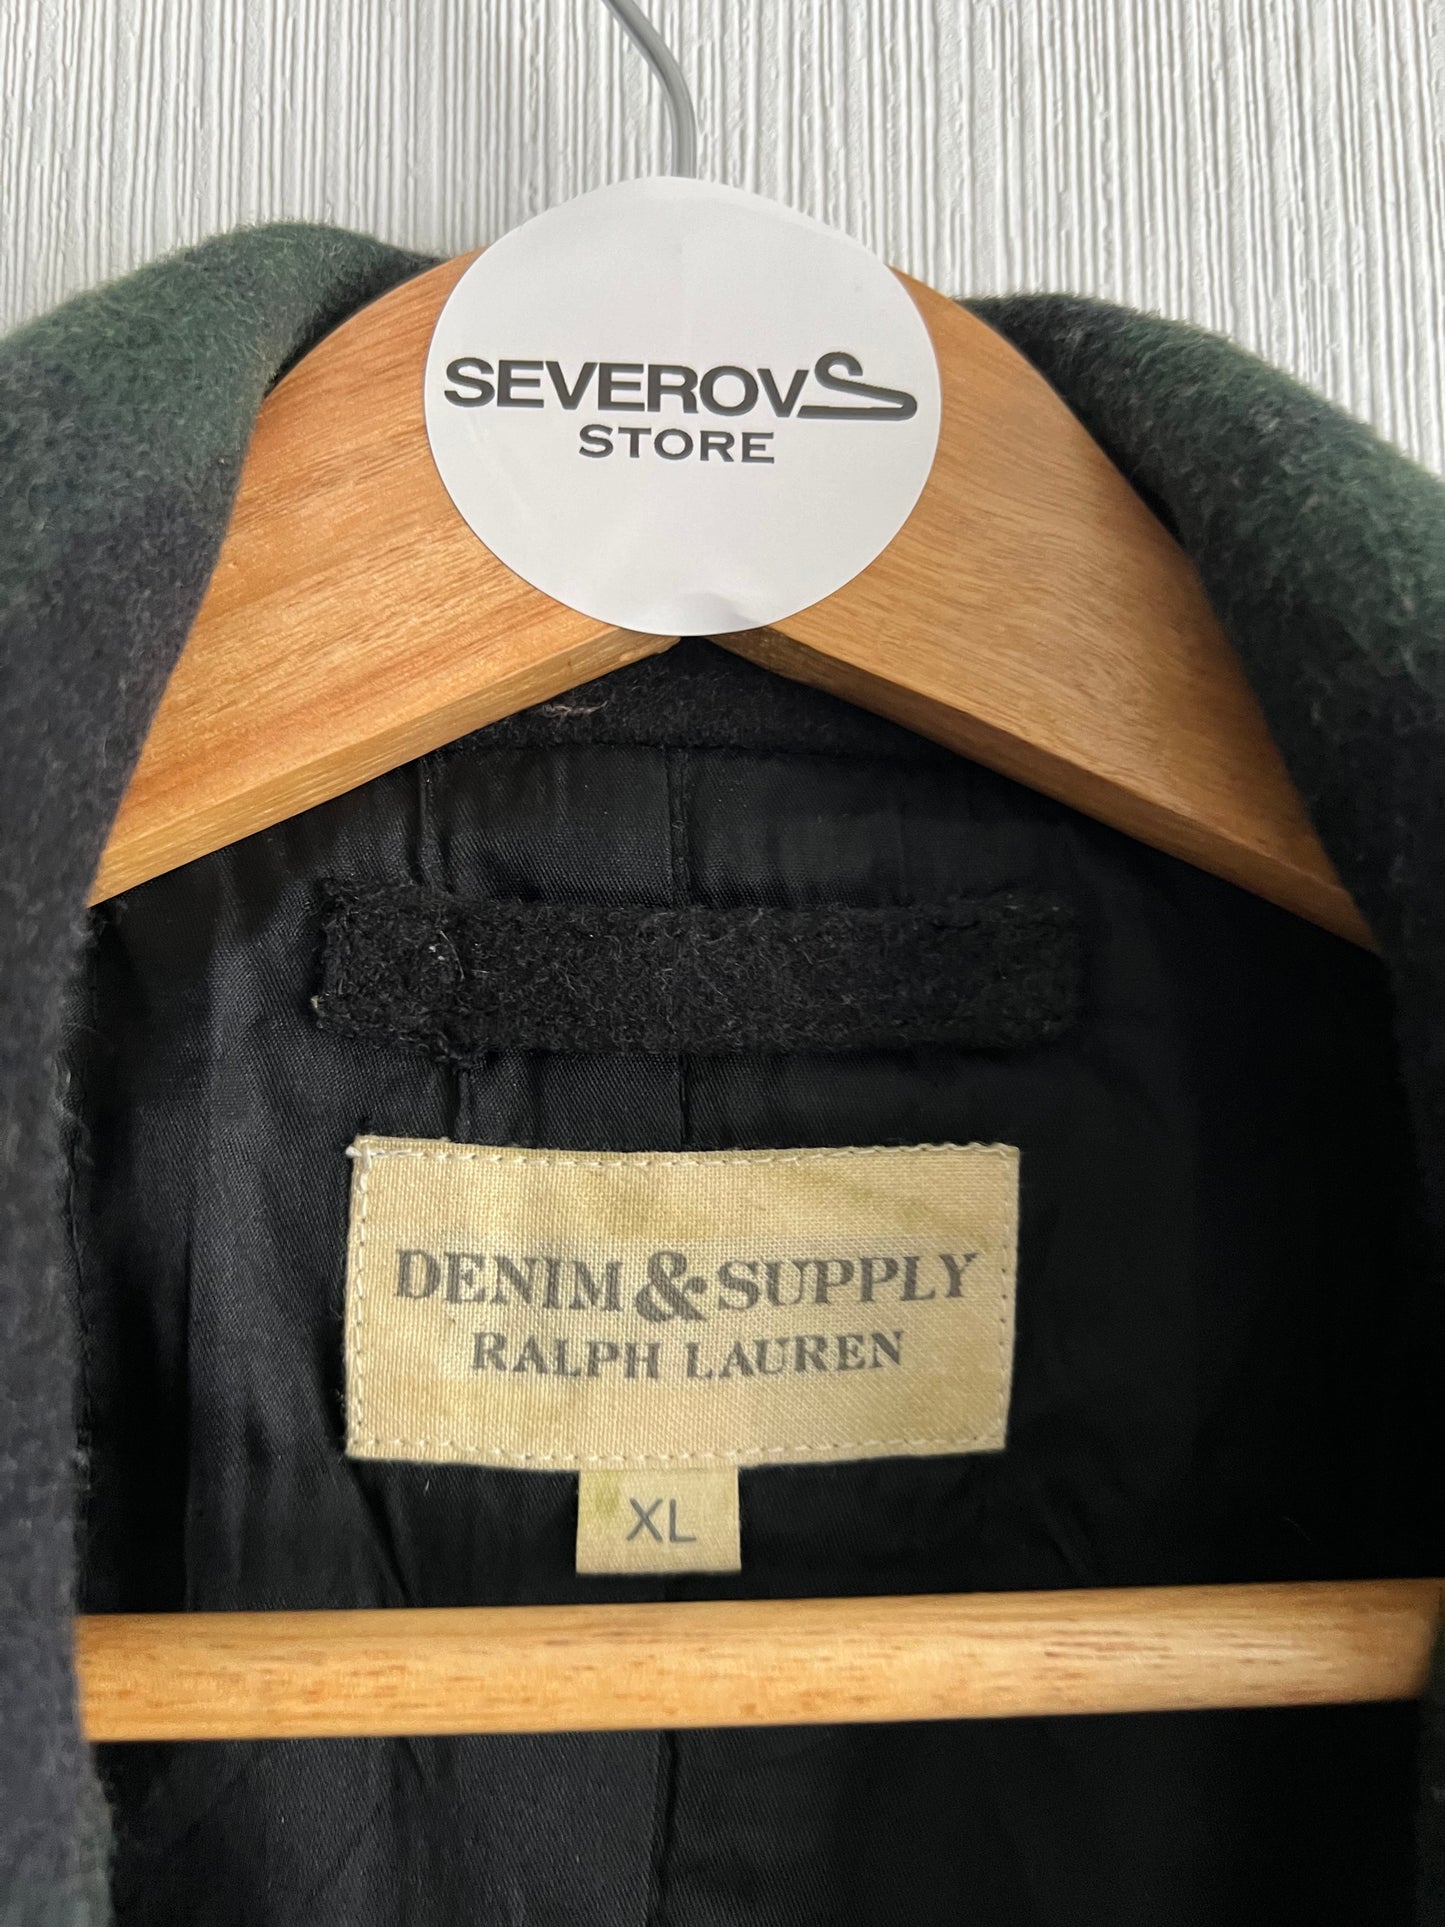 SEVEROVS
STORE
DENIM & SUPPLY
RALPH LAUREN
XL